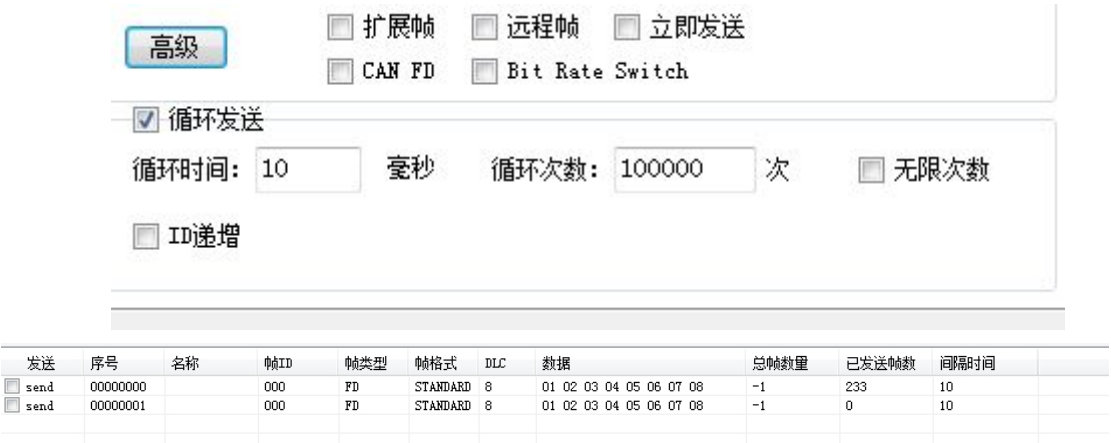 高级 扩展帧 远程帧 立即发送
CAN FD Bit Rate Switch
循环发送
循环时间: 10 毫秒 循环次数: 100000 次 无限次数
ID递增
发送 序号 名称 帧ID 帧类型 帧格式 DLC 数据 总帧数量 已发送帧数 间隔时间
send 00000000 000 FD STANDARD 8 01 02 03 04 05 06 07 08 -1 233 10
send 00000001 000 FD STANDARD 8 01 02 03 04 05 06 07 08 -1 0 10